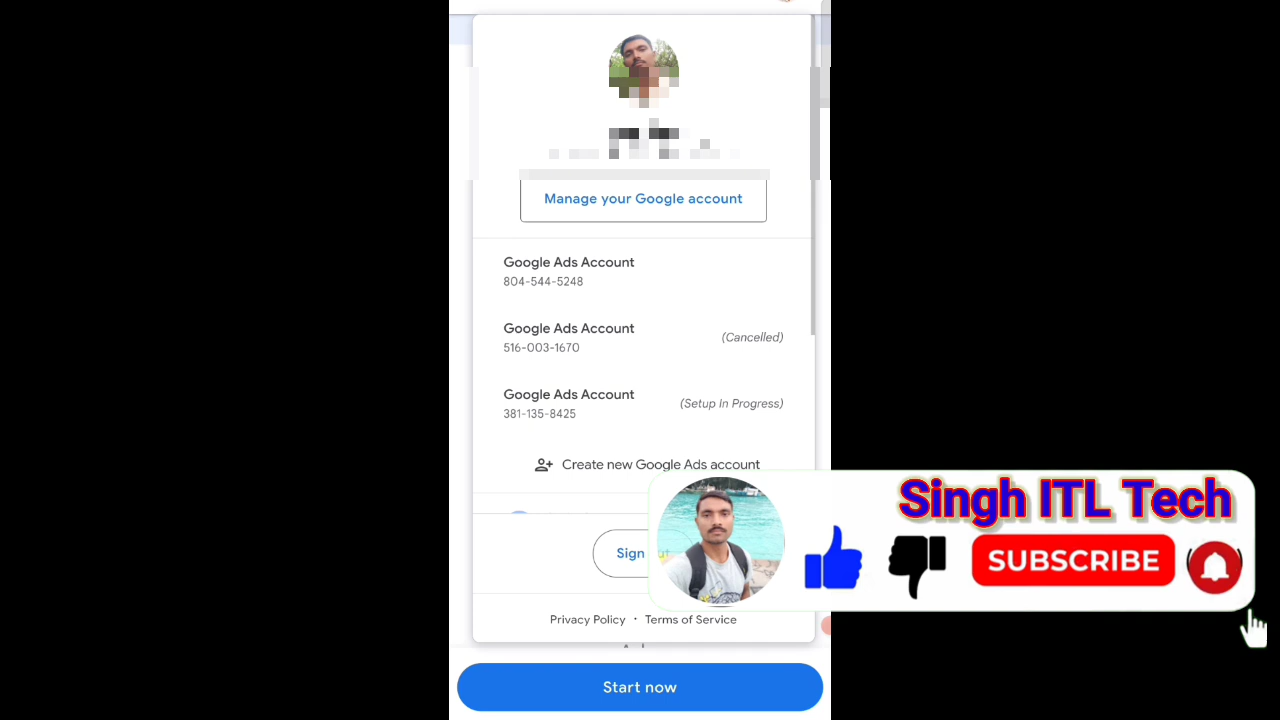 Manage your Google account
Google Ads Account
804-544-5248
Google Ads Account
(Cancelled)
516-003-1670
Google Ads Account
(Setup In Progress)
381-135-8425
Create new Google Ads account
Singh ITL Tech
Sign
SUBSCRIBE
Privacy Policy · Terms of Service
Start now